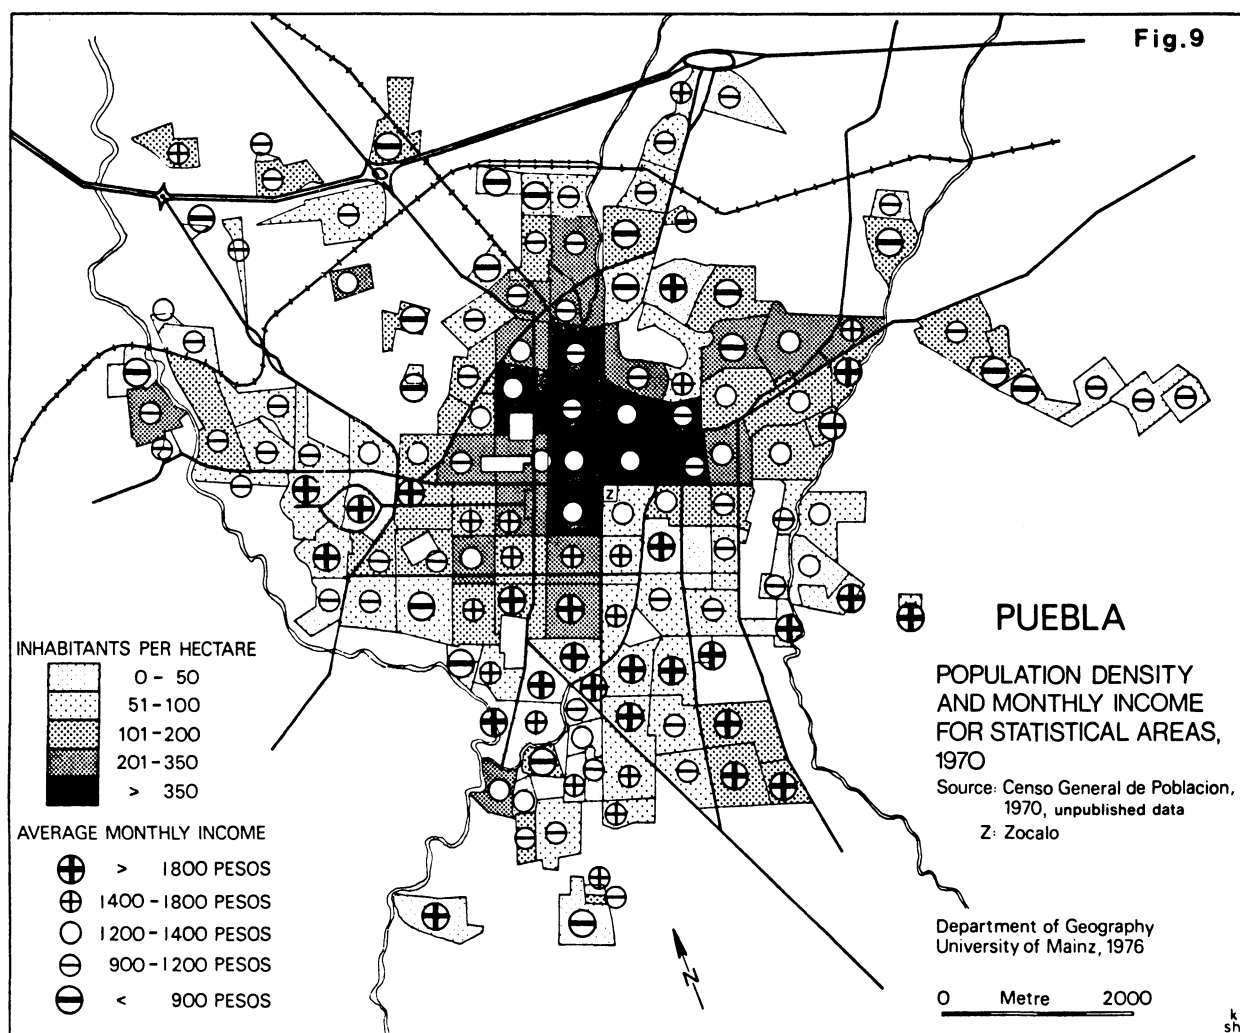 Fig.9
Z
INHABITANTS PER HECTARE
0 - 50
51 - 100
101 - 200
201 - 350
> 350
AVERAGE MONTHLY INCOME
> 1800 PESOS
1400 - 1800 PESOS
1200 - 1400 PESOS
900 - 1200 PESOS
< 900 PESOS
PUEBLA
POPULATION DENSITY
AND MONTHLY INCOME
FOR STATISTICAL AREAS,
1970
Source: Censo General de Poblacion,
1970, unpublished data
Z: Zocalo
Department of Geography
University of Mainz, 1976
N
0 Metre 2000
k
sh